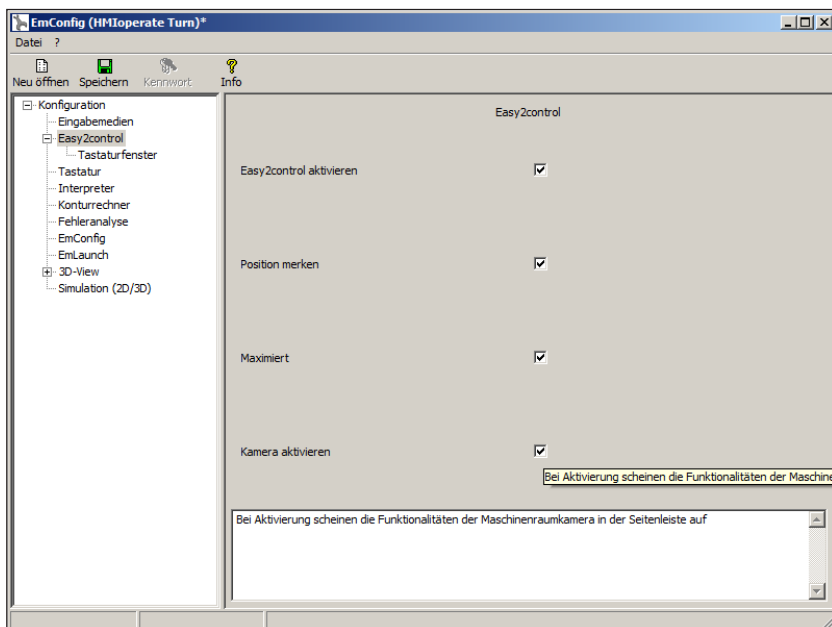 EmConfig (HMIoperate Turn)*
Datei ?
Neu öffnen Speichern Kennwort Info
Konfiguration
Eingabemedien
Easy2control
Tastaturfenster
Tastatur
Interpreter
Konturrechner
Fehleranalyse
EmConfig
EmLaunch
3D-View
Simulation (2D/3D)
Easy2control
Easy2control aktivieren
Position merken
Maximiert
Kamera aktivieren
Bei Aktivierung scheinen die Funktionalitäten der Maschine
Bei Aktivierung scheinen die Funktionalitäten der Maschinenraumkamera in der Seitenleiste auf